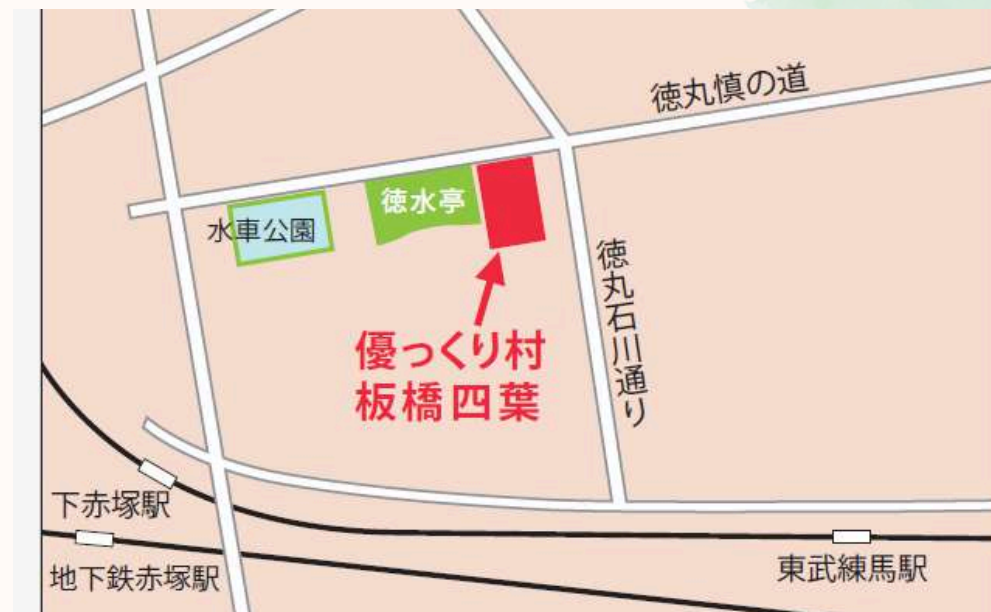 徳丸慎の道
徳水亭
水車公園
徳丸石川通り
優っくり村
板橋四葉
下赤塚駅
地下鉄赤塚駅
東武練馬駅